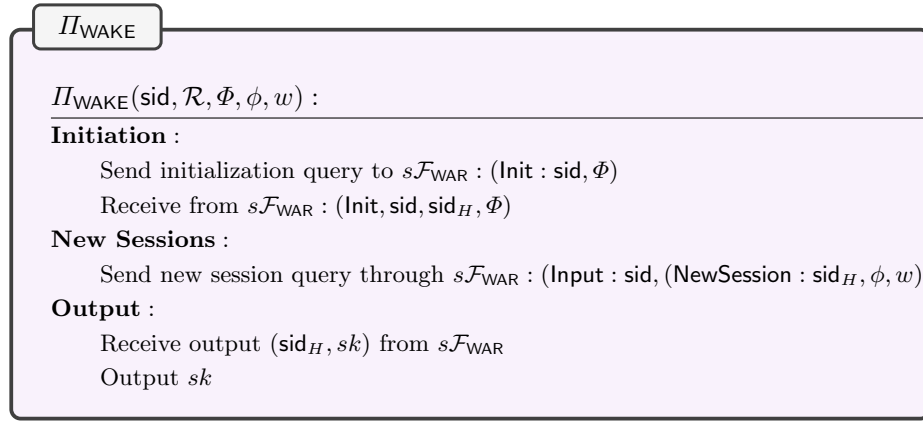 Π_WAKE
Π_WAKE(sid, ℛ, Φ, ϕ, w) :
Initiation :
Send initialization query to sℱ_WAR : (Init : sid, Φ)
Receive from sℱ_WAR : (Init, sid, sid_H, Φ)
New Sessions :
Send new session query through sℱ_WAR : (Input : sid, (NewSession : sid_H, ϕ, w)
Output :
Receive output (sid_H, sk) from sℱ_WAR
Output sk